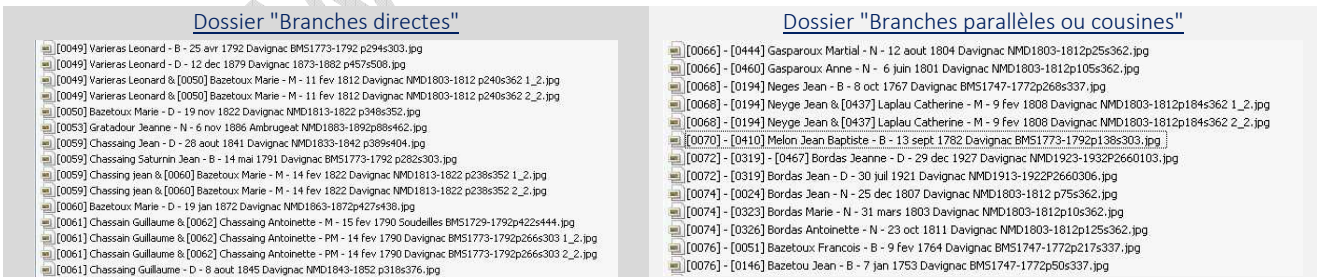 Dossier "Branches directes"
[0049] Varieras Leonard - B - 25 avr 1792 Davignac BMS1773-1792 p294s303.jpg
[0049] Varieras Leonard - D - 12 dec 1879 Davignac 1873-1882 p457s508.jpg
[0049] Varieras Leonard & [0050] Bazetoux Marie - M - 11 fev 1812 Davignac NMD1803-1812 p240s362 1_2.jpg
[0049] Varieras Leonard & [0050] Bazetoux Marie - M - 11 fev 1812 Davignac NMD1803-1812 p240s362 2_2.jpg
[0050] Bazetoux Marie - D - 19 nov 1822 Davignac NMD1813-1822 p348s352.jpg
[0053] Gratadour Jeanne - N - 6 nov 1886 Ambrugeat NMD1883-1892p88s462.jpg
[0059] Chassaing Jean - D - 28 aout 1841 Davignac NMD1833-1842 p389s404.jpg
[0059] Chassaing Saturnin Jean - B - 14 mai 1791 Davignac BMS1773-1792 p282s303.jpg
[0059] Chassing jean & [0060] Bazetoux Marie - M - 14 fev 1822 Davignac NMD1813-1822 p238s352 1_2.jpg
[0059] Chassing jean & [0060] Bazetoux Marie - M - 14 fev 1822 Davignac NMD1813-1822 p238s352 2_2.jpg
[0060] Bazetoux Marie - D - 19 jan 1872 Davignac NMD1863-1872p427s438.jpg
[0061] Chassain Guillaume & [0062] Chassaing Antoinette - M - 15 fev 1790 Soudeilles BMS1729-1792p422s444.jpg
[0061] Chassain Guillaume & [0062] Chassaing Antoinette - PM - 14 fev 1790 Davignac BMS1773-1792p266s303 1_2.jpg
[0061] Chassain Guillaume & [0062] Chassaing Antoinette - PM - 14 fev 1790 Davignac BMS1773-1792p266s303 2_2.jpg
[0061] Chassaing Guillaume - D - 8 aout 1845 Davignac NMD1843-1852 p318s376.jpg
Dossier "Branches parallèles ou cousines"
[0066] - [0444] Gasparoux Martial - N - 12 aout 1804 Davignac NMD1803-1812p25s362.jpg
[0066] - [0460] Gasparoux Anne - N - 6 juin 1801 Davignac NMD1803-1812p105s362.jpg
[0068] - [0194] Neges Jean - B - 8 oct 1767 Davignac BMS1747-1772p268s337.jpg
[0068] - [0194] Neyge Jean & [0437] Laplau Catherine - M - 9 fev 1808 Davignac NMD1803-1812p184s362 1_2.jpg
[0068] - [0194] Neyge Jean & [0437] Laplau Catherine - M - 9 fev 1808 Davignac NMD1803-1812p184s362 2_2.jpg
[0070] - [0410] Melon Jean Baptiste - B - 13 sept 1782 Davignac BMS1773-1792p138s303.jpg
[0072] - [0319] - [0467] Bordas Jeanne - D - 29 dec 1927 Davignac NMD1923-1932P2660103.jpg
[0072] - [0319] Bordas Jean - D - 30 juil 1921 Davignac NMD1913-1922P2660306.jpg
[0074] - [0024] Bordas Jean - N - 25 dec 1807 Davignac NMD1803-1812 p75s362.jpg
[0074] - [0323] Bordas Marie - N - 31 mars 1803 Davignac NMD1803-1812p10s362.jpg
[0074] - [0326] Bordas Antoinette - N - 23 oct 1811 Davignac NMD1803-1812p125s362.jpg
[0076] - [0051] Bazetoux Francois - B - 9 fev 1764 Davignac BMS1747-1772p217s337.jpg
[0076] - [0146] Bazetou Jean - B - 7 jan 1753 Davignac BMS1747-1772p50s337.jpg